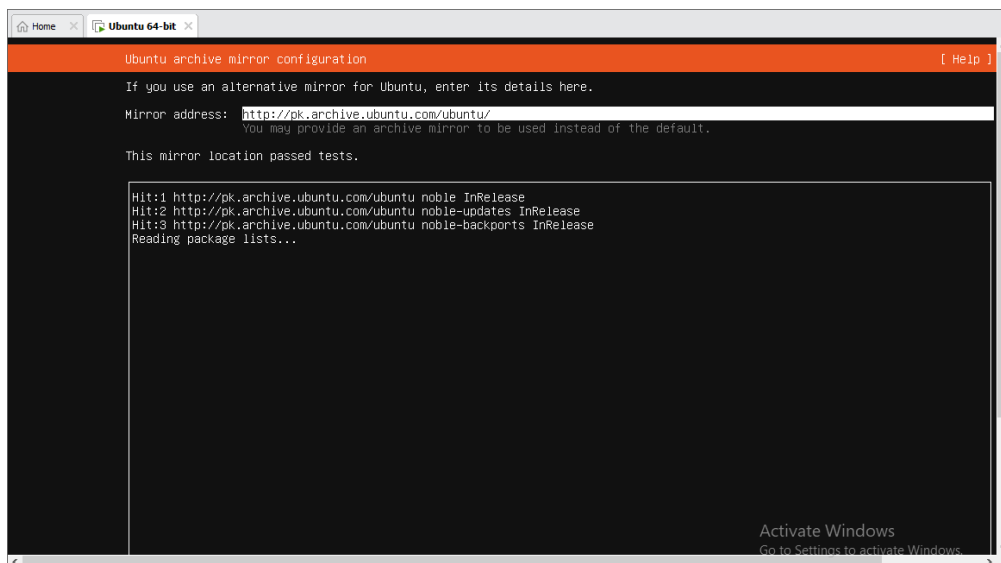 Home
Ubuntu 64-bit
Ubuntu archive mirror configuration [ Help ]
If you use an alternative mirror for Ubuntu, enter its details here.
Mirror address: http://pk.archive.ubuntu.com/ubuntu/
You may provide an archive mirror to be used instead of the default.
This mirror location passed tests.
Hit:1 http://pk.archive.ubuntu.com/ubuntu noble InRelease
Hit:2 http://pk.archive.ubuntu.com/ubuntu noble-updates InRelease
Hit:3 http://pk.archive.ubuntu.com/ubuntu noble-backports InRelease
Reading package lists...
Activate Windows
Go to Settings to activate Windows.